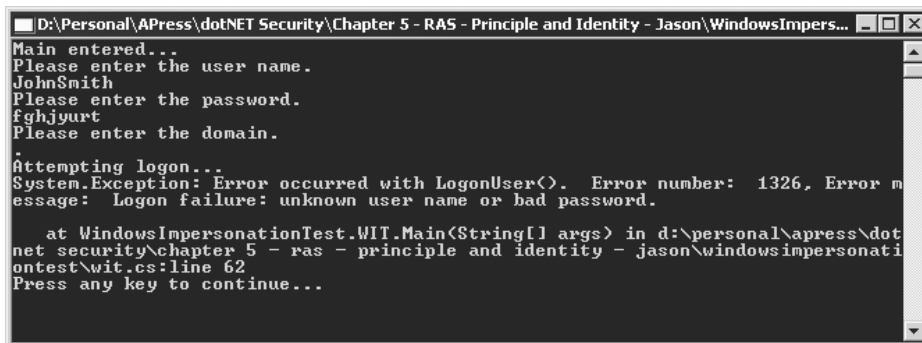 D:\Personal\APress\dotNET Security\Chapter 5 - RAS - Principle and Identity - Jason\WindowsImpers...
Main entered...
Please enter the user name.
JohnSmith
Please enter the password.
fghjyurt
Please enter the domain.
.
Attempting logon...
System.Exception: Error occurred with LogonUser().  Error number:  1326, Error m
essage:  Logon failure: unknown user name or bad password.
   at WindowsImpersonationTest.WIT.Main(String[] args) in d:\personal\apress\dot
net security\chapter 5 - ras - principle and identity - jason\windowsimpersonati
ontest\wit.cs:line 62
Press any key to continue...